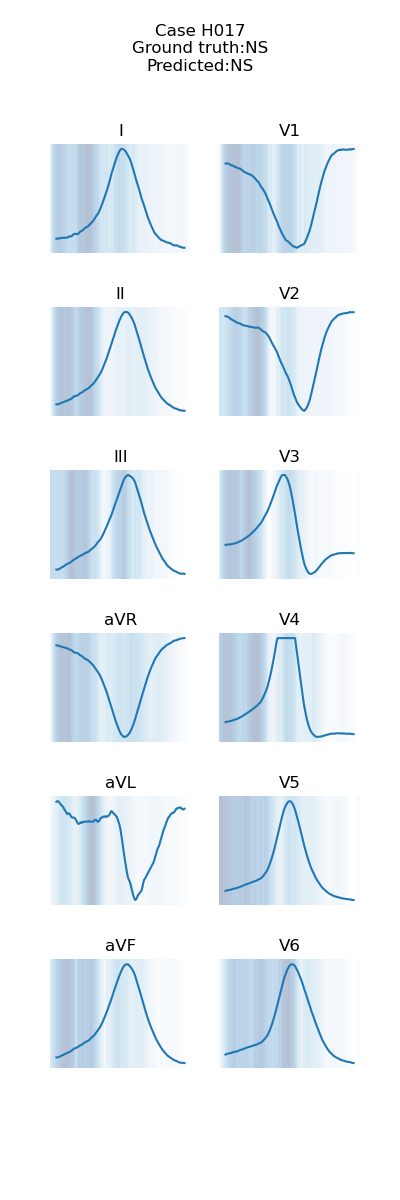 Case H017
Ground truth:NS
Predicted:NS
I
V1
II
V2
III
V3
aVR
V4
aVL
V5
aVF
V6